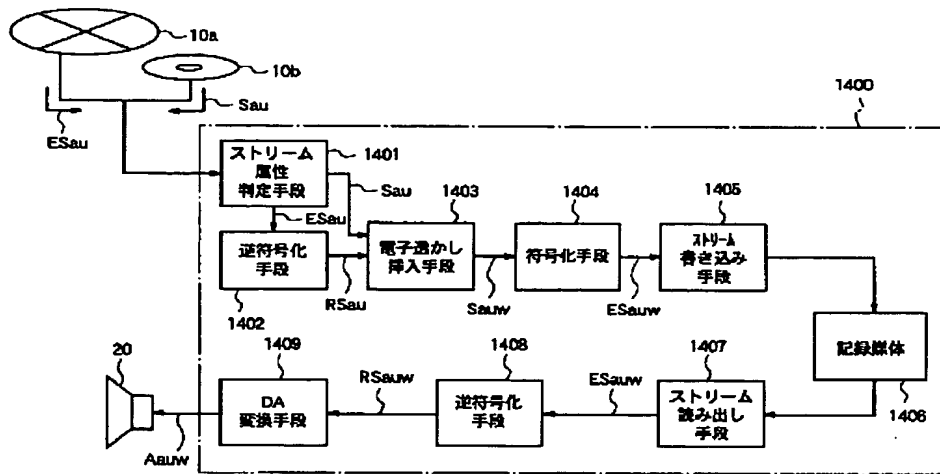 10a
10b
Sau
ESau
1400
ストリーム
属性
判定手段
1401
Sau
ESau
1403
1404
1405
逆符号化
手段
電子透かし
挿入手段
符号化手段
ストリーム
書き込み
手段
1402
RSau
Sauw
ESauw
記録媒体
1406
20
1409
RSauw
1408
ESauw
1407
DA
変換手段
逆符号化
手段
ストリーム
読み出し
手段
Aauw